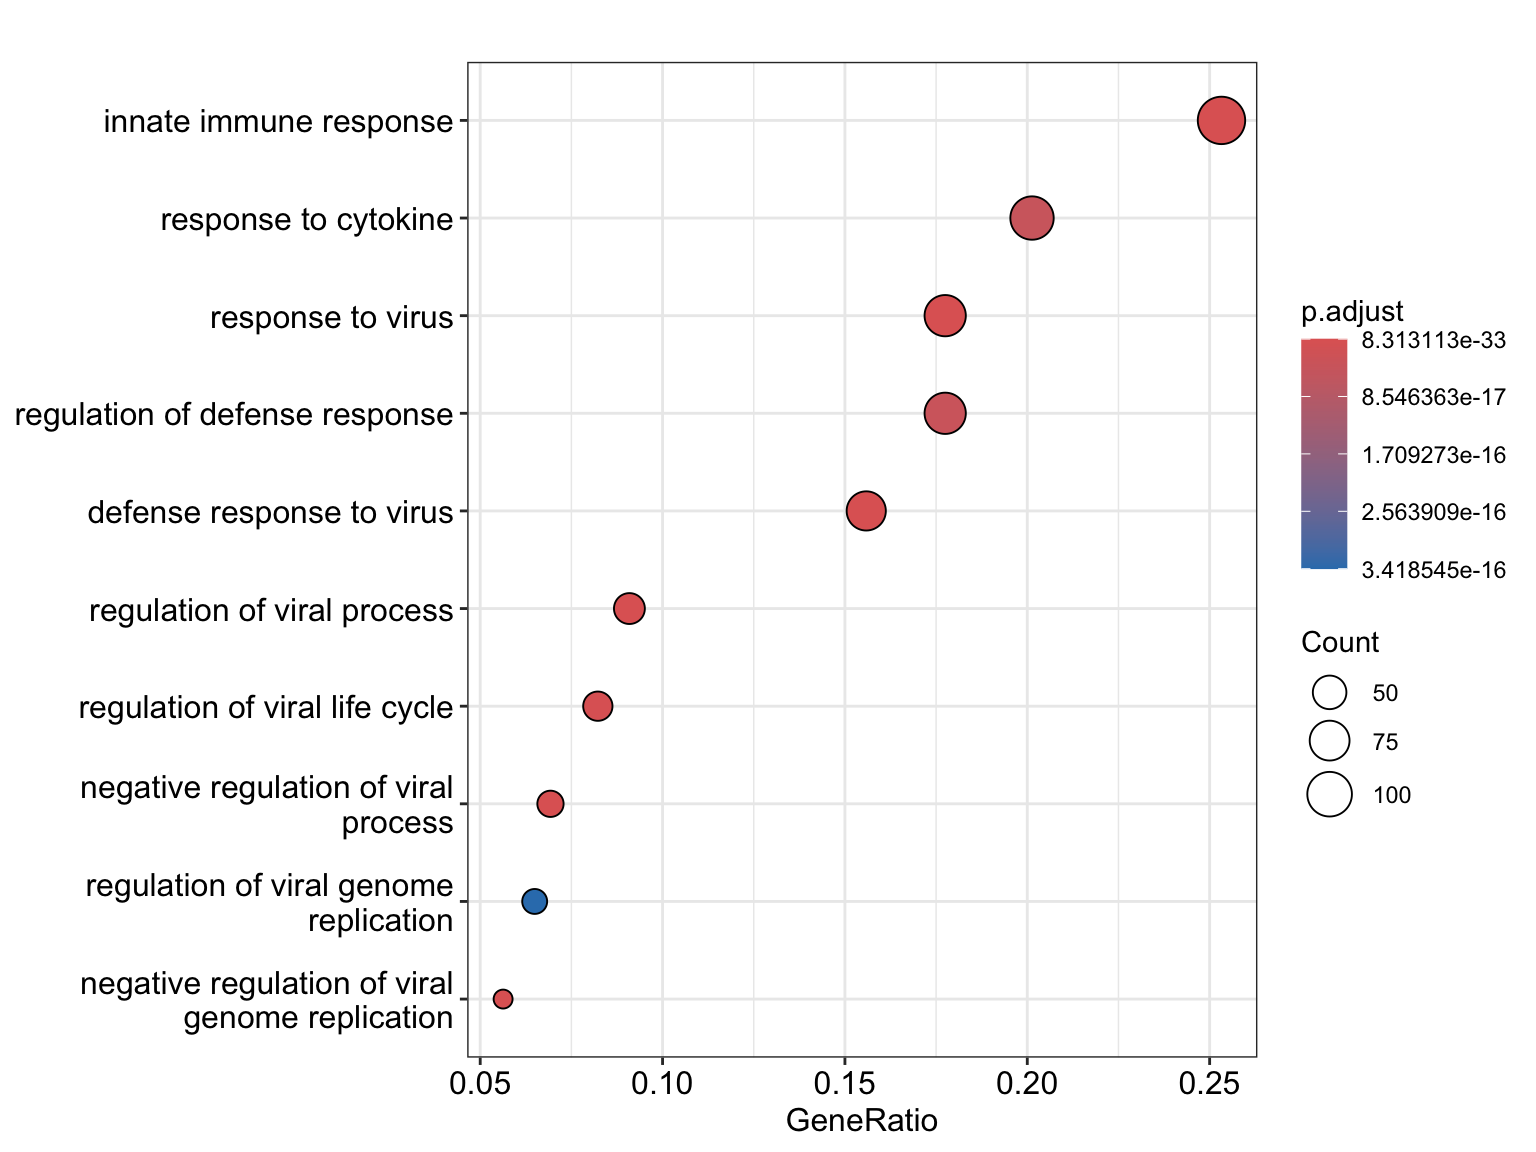 innate immune response
response to cytokine
response to virus
regulation of defense response
defense response to virus
regulation of viral process
regulation of viral life cycle
negative regulation of viral
process
regulation of viral genome
replication
negative regulation of viral
genome replication
0.05 0.10 0.15 0.20 0.25
GeneRatio
p.adjust
8.313113e-33
8.546363e-17
1.709273e-16
2.563909e-16
3.418545e-16
Count
50
75
100